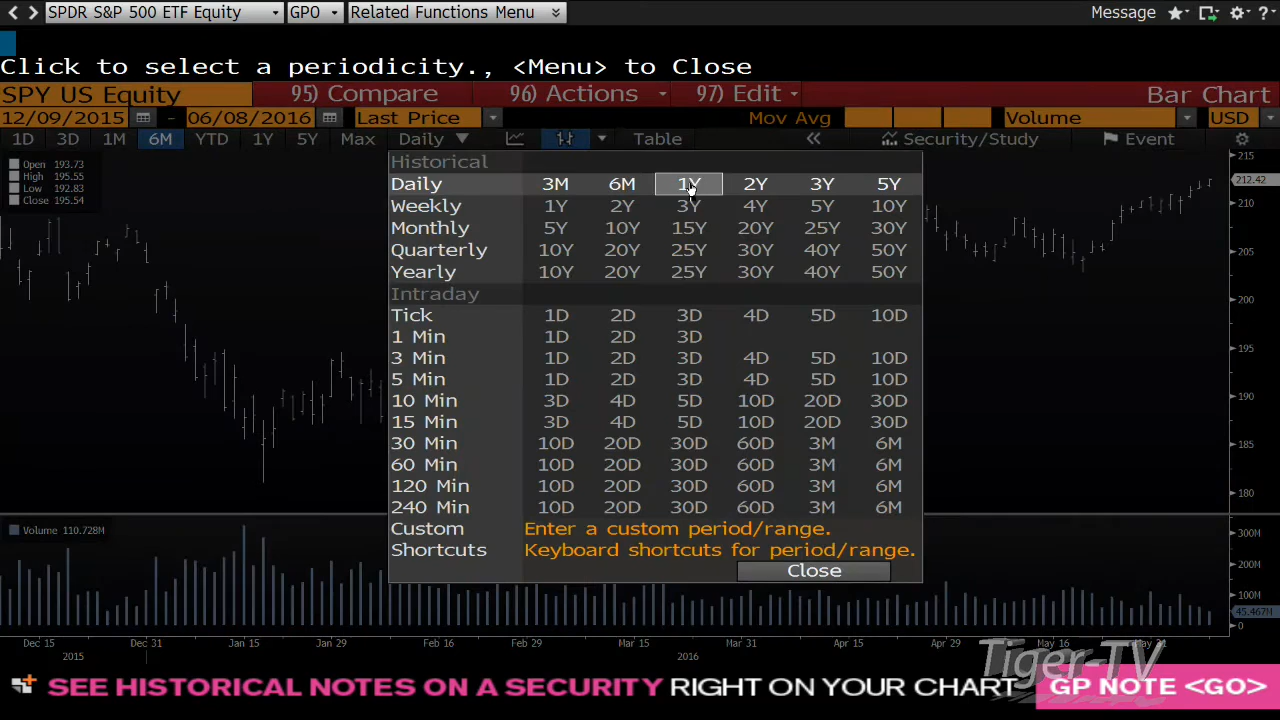 SPDR S&P 500 ETF Equity GPO Related Functions Menu Message ?
Click to select a periodicity., <Menu> to Close
SPY US Equity 95) Compare 96) Actions 97) Edit Bar Chart
12/09/2015 - 06/08/2016 Last Price Mov Avg Volume USD
1D 3D 1M 6M YTD 1Y 5Y Max Daily Table « Security/Study Event
Open 193.73
High 195.55
Low 192.83
Close 195.54
Historical
Daily 3M 6M 1Y 2Y 3Y 5Y
Weekly 1Y 2Y 3Y 4Y 5Y 10Y
Monthly 5Y 10Y 15Y 20Y 25Y 30Y
Quarterly 10Y 20Y 25Y 30Y 40Y 50Y
Yearly 10Y 20Y 25Y 30Y 40Y 50Y
Intraday
Tick 1D 2D 3D 4D 5D 10D
1 Min 1D 2D 3D
3 Min 1D 2D 3D 4D 5D 10D
5 Min 1D 2D 3D 4D 5D 10D
10 Min 3D 4D 5D 10D 20D 30D
15 Min 3D 4D 5D 10D 20D 30D
30 Min 10D 20D 30D 60D 3M 6M
60 Min 10D 20D 30D 60D 3M 6M
120 Min 10D 20D 30D 60D 3M 6M
240 Min 10D 20D 30D 60D 3M 6M
Custom Enter a custom period/range.
Shortcuts Keyboard shortcuts for period/range.
Close
215
212.42
210
205
200
195
190
185
180
Volume 110.728M
300M
200M
100M
45.467M
0
Dec 15 Dec 31 Jan 15 Jan 29 Feb 16 Feb 29 Mar 15 Mar 31 Apr 15 Apr 29 May 16 May 31
2015 2016
Tiger-TV
SEE HISTORICAL NOTES ON A SECURITY RIGHT ON YOUR CHART GP NOTE <GO>